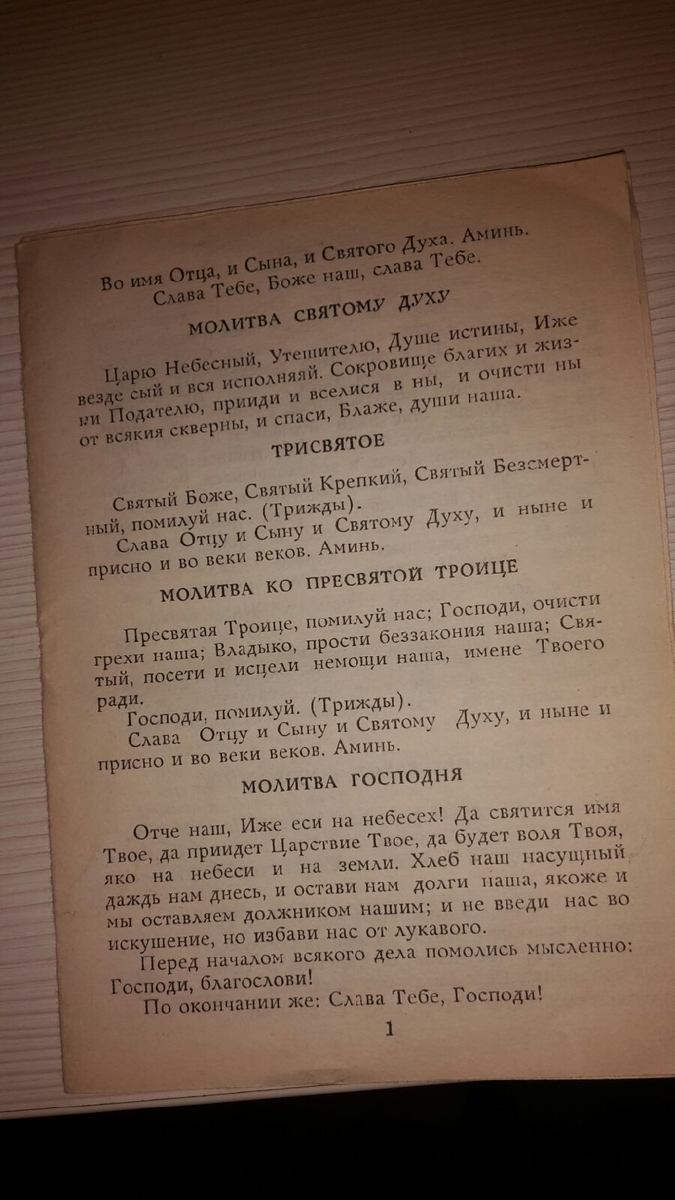 Во имя Отца, и Сына, и Святого Духа. Аминь.
Слава Тебе, Боже наш, слава Тебе.
МОЛИТВА СВЯТОМУ ДУХУ
Царю Небесный, Утешителю, Душе истины, Иже
везде сый и вся исполняяй. Сокровище благих и жиз-
ни Подателю, прииди и вселися в ны, и очисти ны
от всякия скверны, и спаси, Блаже, души наша.
ТРИСВЯТОЕ
Святый Боже, Святый Крепкий, Святый Безсмерт-
ный, помилуй нас. (Трижды).
Слава Отцу и Сыну и Святому Духу, и ныне и
присно и во веки веков. Аминь.
МОЛИТВА КО ПРЕСВЯТОЙ ТРОИЦЕ
Пресвятая Троице, помилуй нас; Господи, очисти
грехи наша; Владыко, прости беззакония наша; Свя-
тый, посети и исцели немощи наша, имене Твоего
ради.
Господи, помилуй. (Трижды).
Слава Отцу и Сыну и Святому Духу, и ныне и
присно и во веки веков. Аминь.
МОЛИТВА ГОСПОДНЯ
Отче наш, Иже еси на небесех! Да святится имя
Твое, да приидет Царствие Твое, да будет воля Твоя,
яко на небеси и на земли. Хлеб наш насущный
даждь нам днесь, и остави нам долги наша, якоже и
мы оставляем должником нашим; и не введи нас во
искушение, но избави нас от лукавого.
Перед началом всякого дела помолись мысленно:
Господи, благослови!
По окончании же: Слава Тебе, Господи!
1